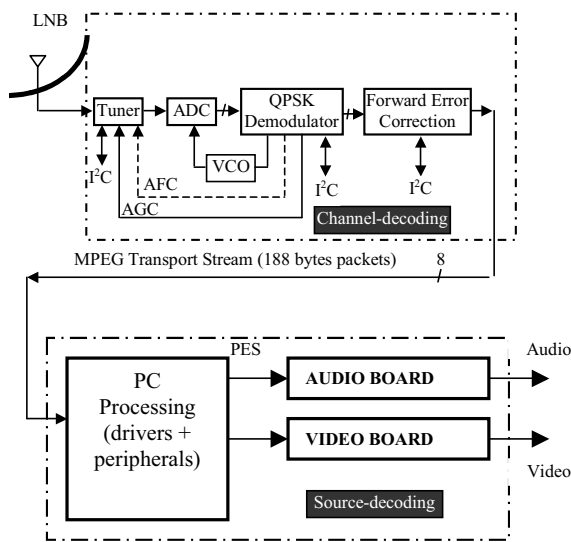 LNB
Tuner
ADC
QPSK
Demodulator
Forward Error
Correction
VCO
I²C
AFC
I²C
I²C
AGC
Channel-decoding
MPEG Transport Stream (188 bytes packets)
8
PES
Audio
PC
Processing
(drivers +
peripherals)
AUDIO BOARD
VIDEO BOARD
Video
Source-decoding